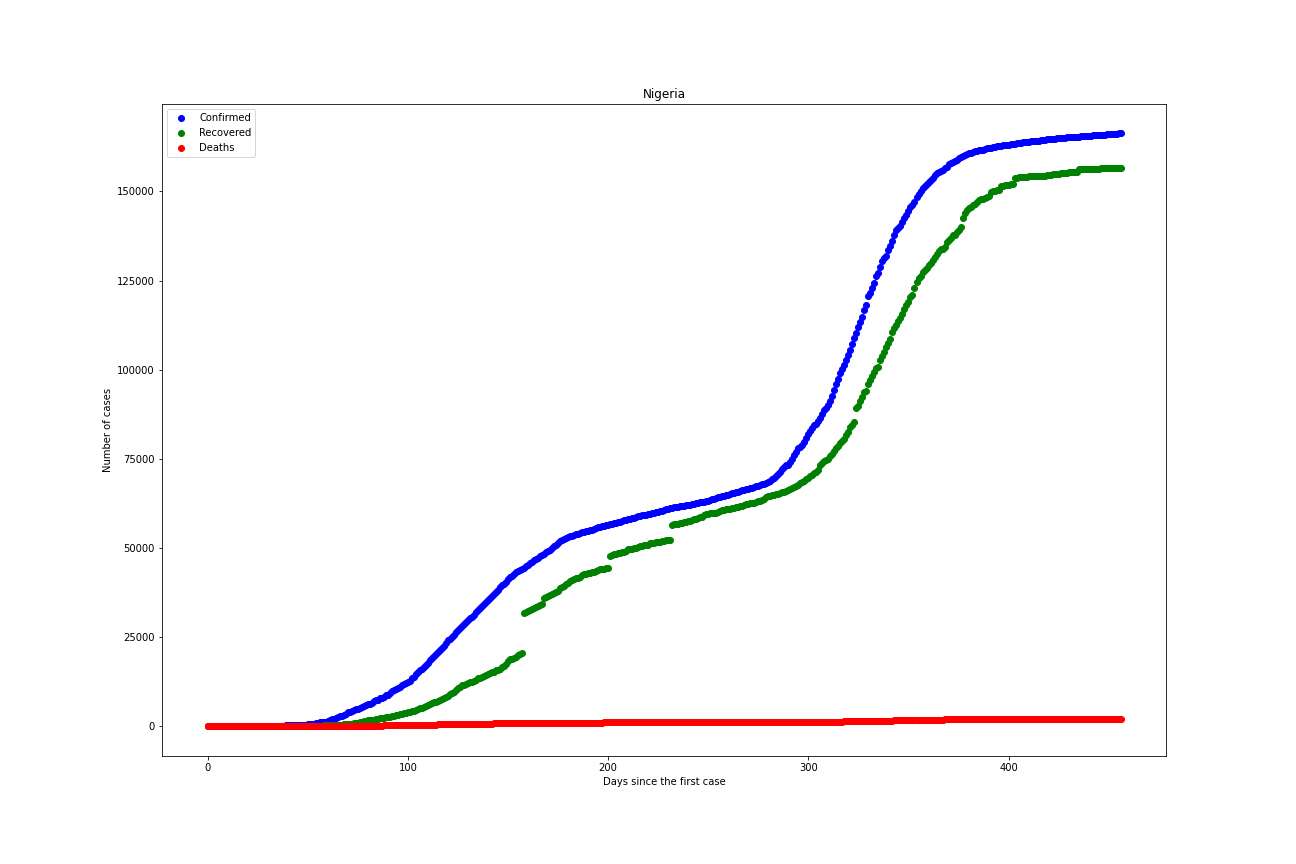 Nigeria
Confirmed
Recovered
Deaths
150000
125000
100000
75000
50000
25000
0
Number of cases
0 100 200 300 400
Days since the first case